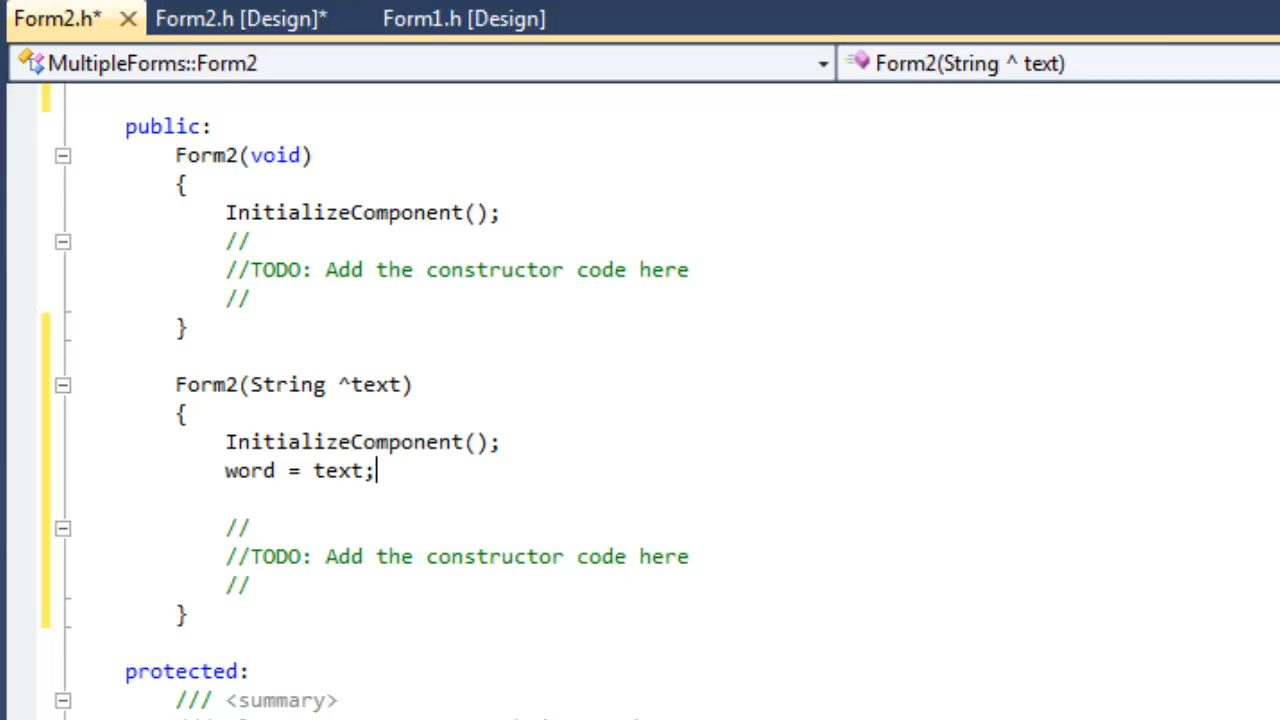 Form2.h* Form2.h [Design]* Form1.h [Design]
MultipleForms::Form2 Form2(String ^ text)
public:
Form2(void)
{
InitializeComponent();
//
//TODO: Add the constructor code here
//
}
Form2(String ^text)
{
InitializeComponent();
word = text;
//
//TODO: Add the constructor code here
//
}
protected:
/// <summary>